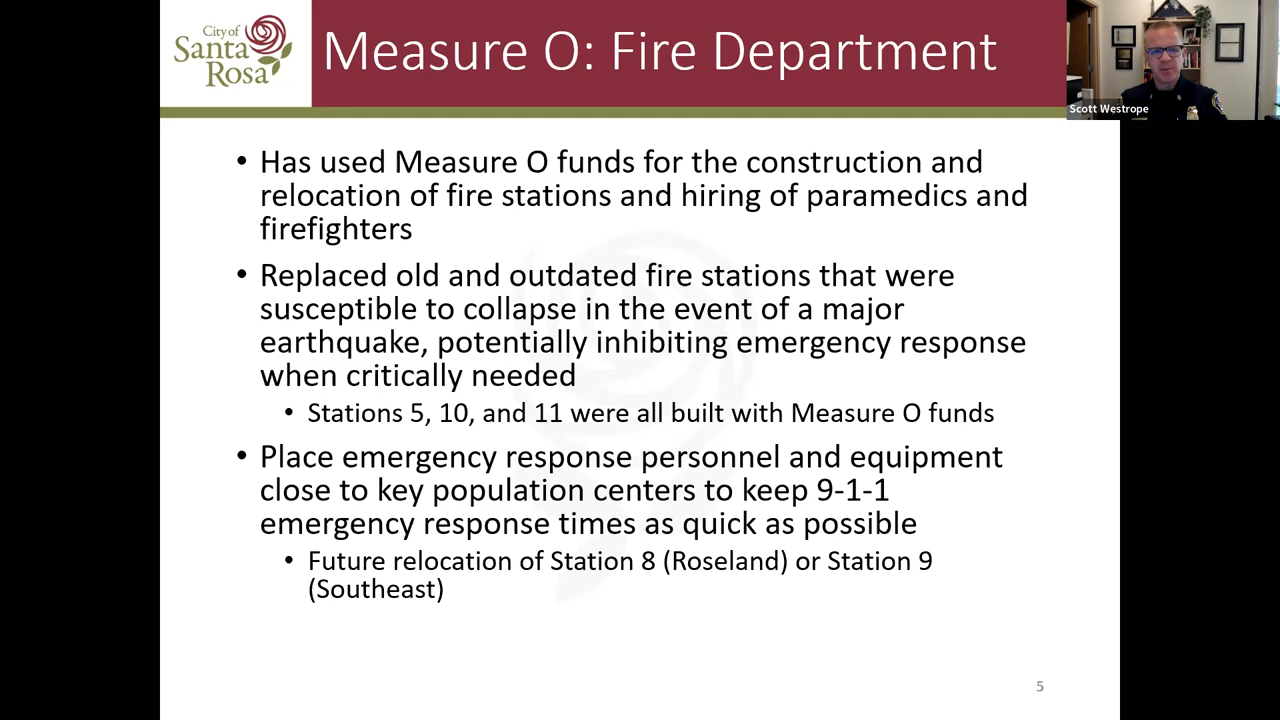 City of
Santa
Rosa
Measure O: Fire Department
Scott Westrope
• Has used Measure O funds for the construction and
relocation of fire stations and hiring of paramedics and
firefighters
• Replaced old and outdated fire stations that were
susceptible to collapse in the event of a major
earthquake, potentially inhibiting emergency response
when critically needed
• Stations 5, 10, and 11 were all built with Measure O funds
• Place emergency response personnel and equipment
close to key population centers to keep 9-1-1
emergency response times as quick as possible
• Future relocation of Station 8 (Roseland) or Station 9
(Southeast)
5